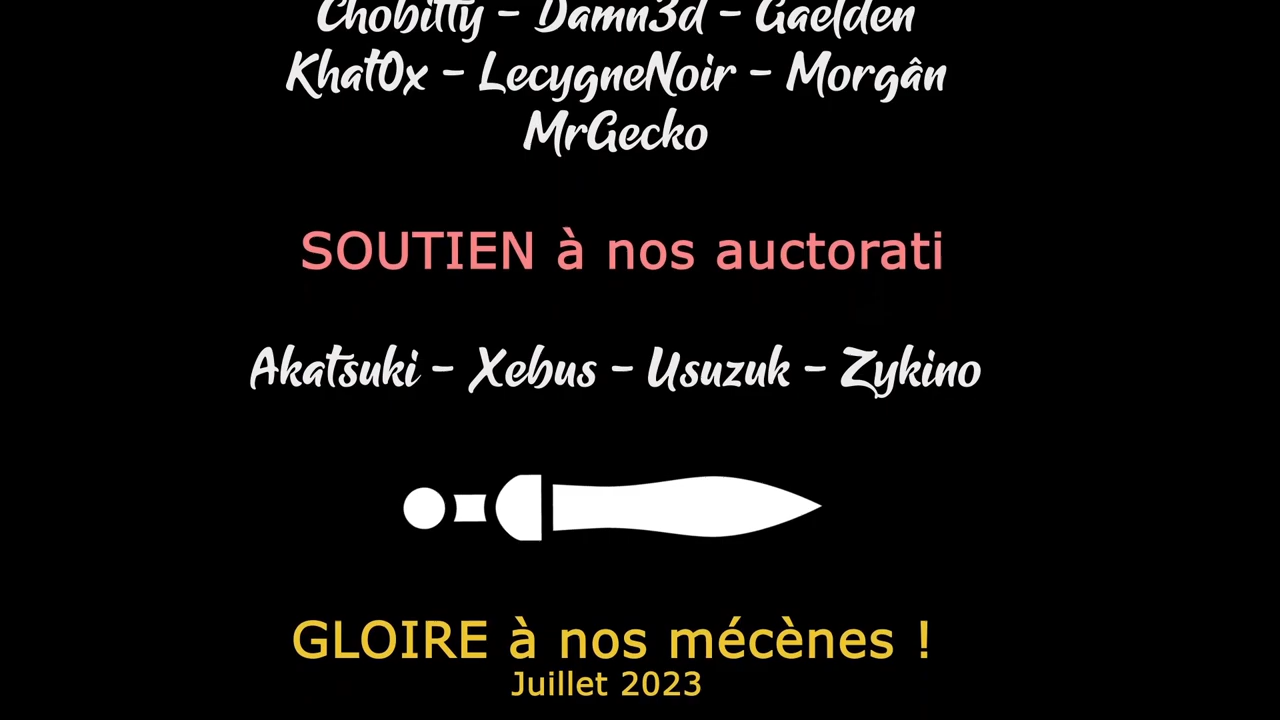 Chobitty - Damn3d - Gaelden
Khat0x - LecygneNoir - Morgân
MrGecko
SOUTIEN à nos auctorati
Akatsuki - Xebus - Usuzuk - Zykino
GLOIRE à nos mécènes !
Juillet 2023